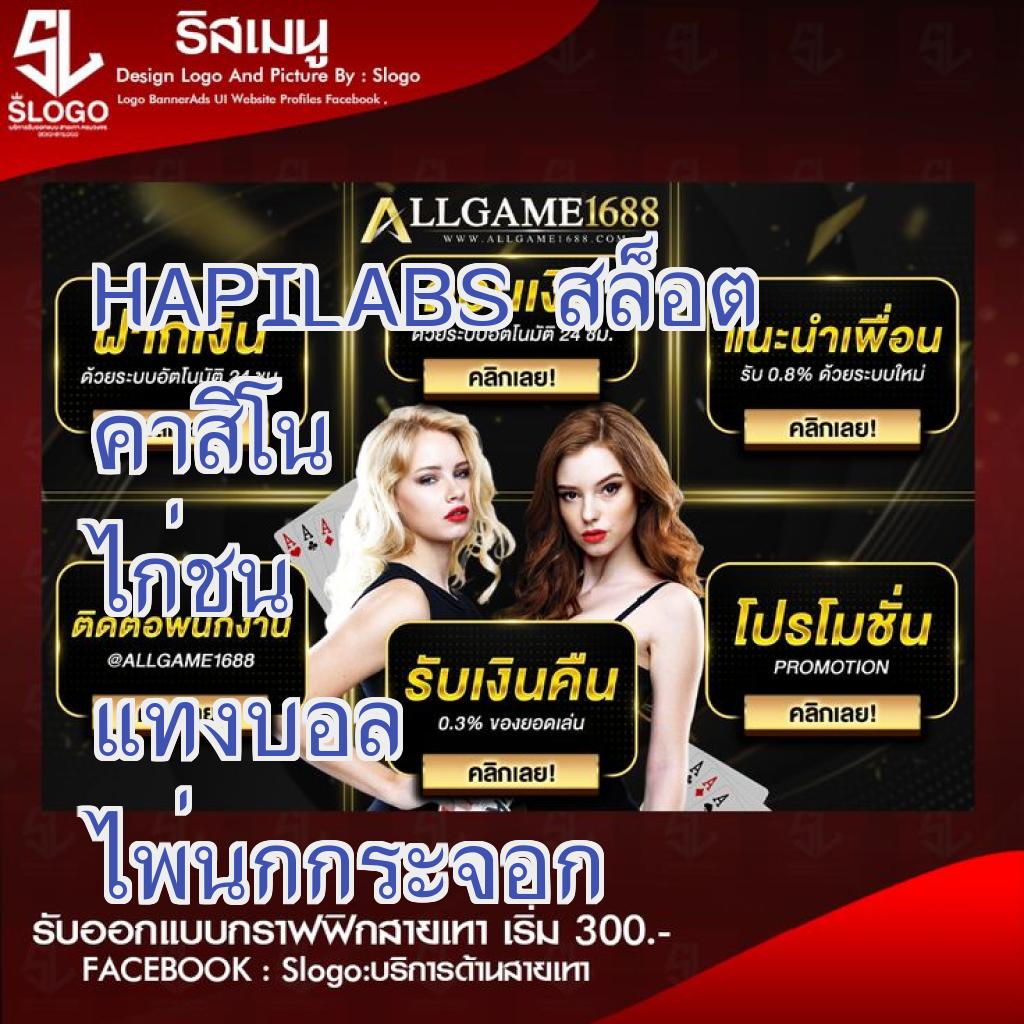 SLOGO
ริสเมนู
Design Logo And Picture By : Slogo
Logo BannerAds UI Website Profiles Facebook .
ALLGAME1688
WWW.ALLGAME1688.COM
HAPILABS สล็อต
คาสิโน
ไก่ชน
แทงบอล
ไพ่นกกระจอก
ฝากเงิน
ด้วยระบบอัตโนมัติ 24 ชม.
ด้วยระบบอัตโนมัติ 24 ชม.
คลิกเลย!
แนะนำเพื่อน
รับ 0.8% ด้วยระบบใหม่
คลิกเลย!
ติดต่อพนักงาน
@ALLGAME1688
รับเงินคืน
0.3% ของยอดเล่น
คลิกเลย!
โปรโมชั่น
PROMOTION
คลิกเลย!
รับออกแบบกราฟฟิกสายเทา เริ่ม 300.-
FACEBOOK : Slogo:บริการด้านสายเทา